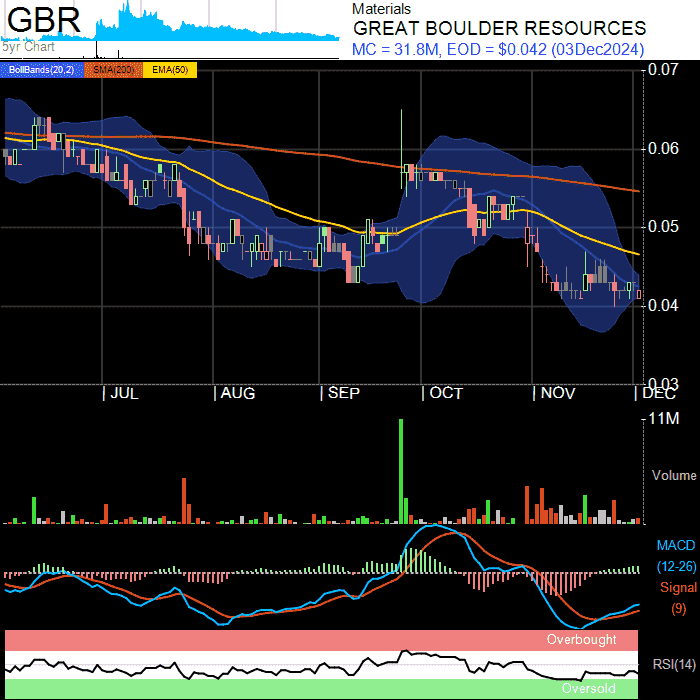 GBR
5yr Chart
Materials
GREAT BOULDER RESOURCES
MC = 31.8M, EOD = $0.042 (03Dec2024)
BollBands(20,2) SMA(200) EMA(50)
0.07
0.06
0.05
0.04
0.03
JUL AUG SEP OCT NOV DEC
11M
Volume
MACD
(12-26)
Signal
(9)
Overbought
RSI(14)
Oversold